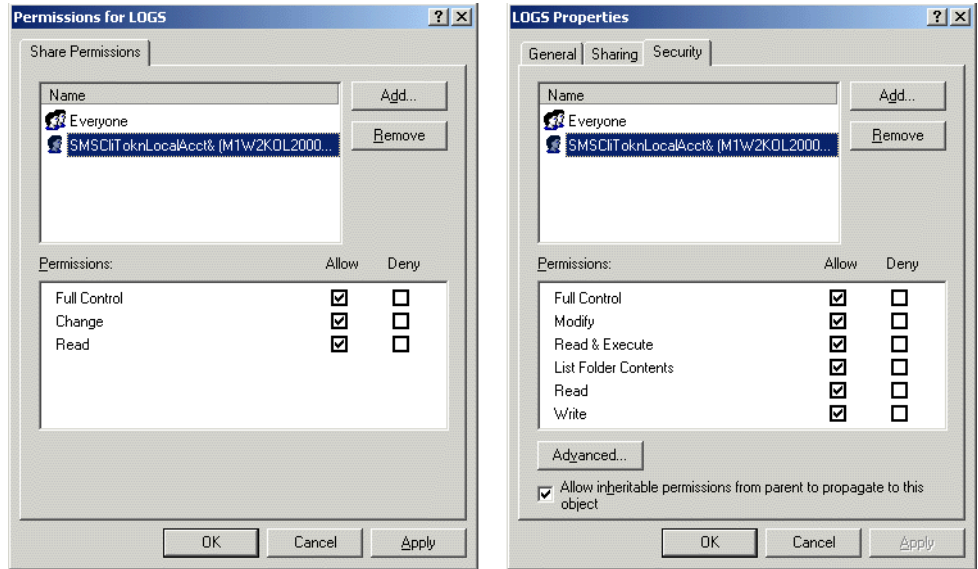 Permissions for LOGS
Share Permissions
Name
Add...
Everyone
SMSCliToknLocalAcct& (M1W2KOL2000...
Remove
Permissions:
Allow
Deny
Full Control
Change
Read
OK
Cancel
Apply
LOGS Properties
General
Sharing
Security
Name
Add...
Everyone
SMSCliToknLocalAcct& (M1W2KOL2000...
Remove
Permissions:
Allow
Deny
Full Control
Modify
Read & Execute
List Folder Contents
Read
Write
Advanced...
Allow inheritable permissions from parent to propagate to this
object
OK
Cancel
Apply